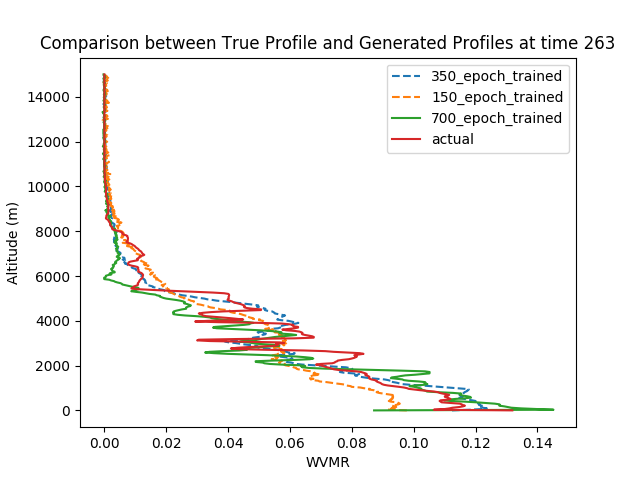 Comparison between True Profile and Generated Profiles at time 263
350_epoch_trained
150_epoch_trained
700_epoch_trained
actual
Altitude (m)
14000
12000
10000
8000
6000
4000
2000
0
0.00 0.02 0.04 0.06 0.08 0.10 0.12 0.14
WVMR